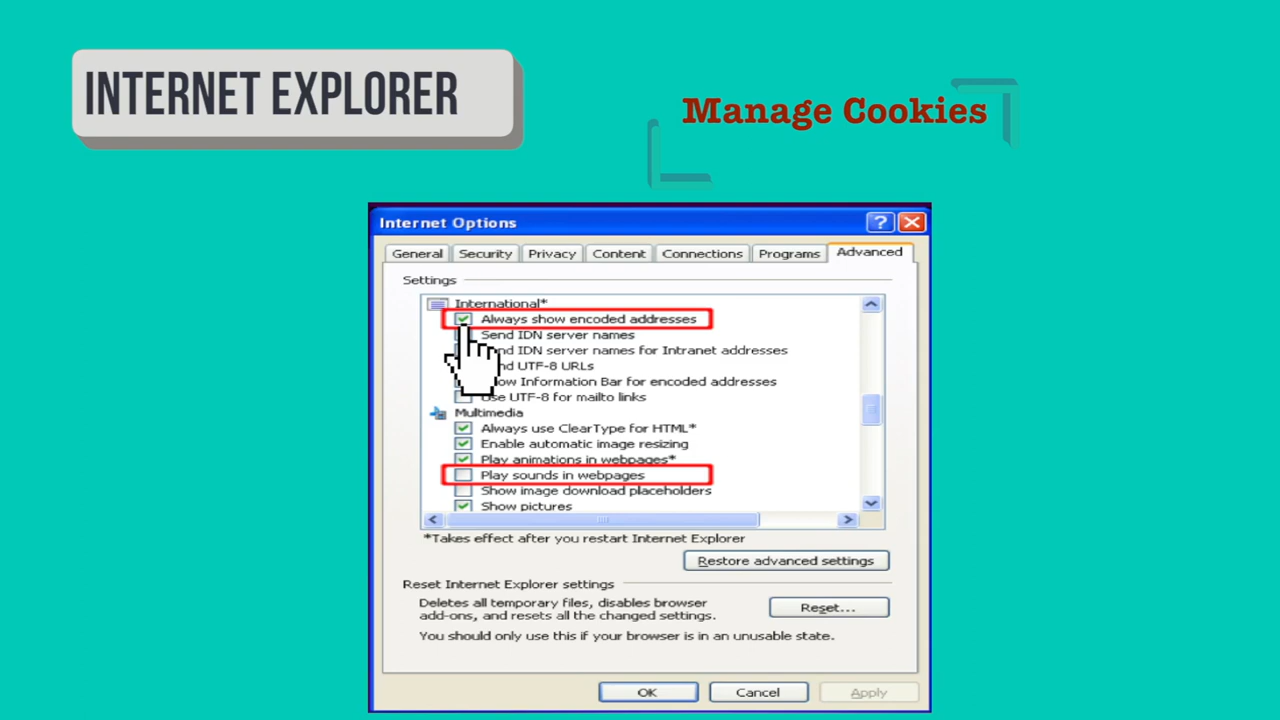 INTERNET EXPLORER
Manage Cookies
Internet Options
General Security Privacy Content Connections Programs Advanced
Settings
International*
Always show encoded addresses
Send IDN server names
IDN server names for Intranet addresses
UTF-8 URLs
Information Bar for encoded addresses
Use UTF-8 for mailto links
Multimedia
Always use ClearType for HTML*
Enable automatic image resizing
Play animations in webpages*
Play sounds in webpages
Show image download placeholders
Show pictures
*Takes effect after you restart Internet Explorer
Restore advanced settings
Reset Internet Explorer settings
Deletes all temporary files, disables browser
add-ons, and resets all the changed settings.
Reset...
You should only use this if your browser is in an unusable state.
OK Cancel Apply